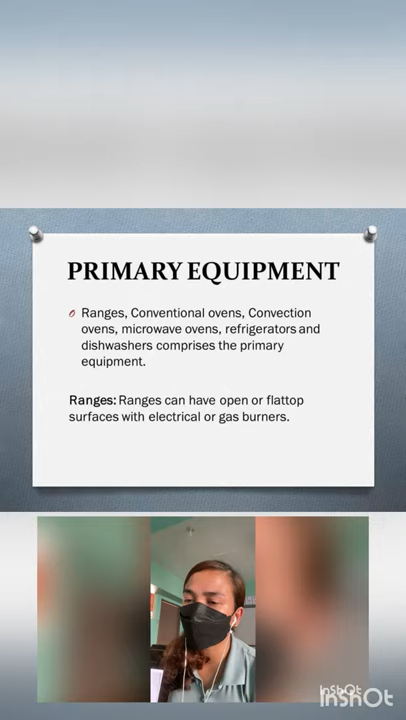 PRIMARY EQUIPMENT
Ranges, Conventional ovens, Convection
ovens, microwave ovens, refrigerators and
dishwashers comprises the primary
equipment.
Ranges: Ranges can have open or flattop
surfaces with electrical or gas burners.
InShOt
InShOt